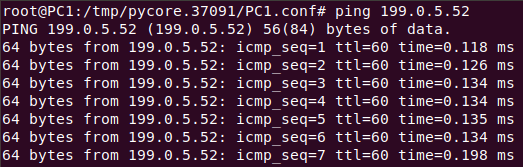 root@PC1:/tmp/pycore.37091/PC1.conf# ping 199.0.5.52
PING 199.0.5.52 (199.0.5.52) 56(84) bytes of data.
64 bytes from 199.0.5.52: icmp_seq=1 ttl=60 time=0.118 ms
64 bytes from 199.0.5.52: icmp_seq=2 ttl=60 time=0.126 ms
64 bytes from 199.0.5.52: icmp_seq=3 ttl=60 time=0.134 ms
64 bytes from 199.0.5.52: icmp_seq=4 ttl=60 time=0.134 ms
64 bytes from 199.0.5.52: icmp_seq=5 ttl=60 time=0.135 ms
64 bytes from 199.0.5.52: icmp_seq=6 ttl=60 time=0.134 ms
64 bytes from 199.0.5.52: icmp_seq=7 ttl=60 time=0.198 ms